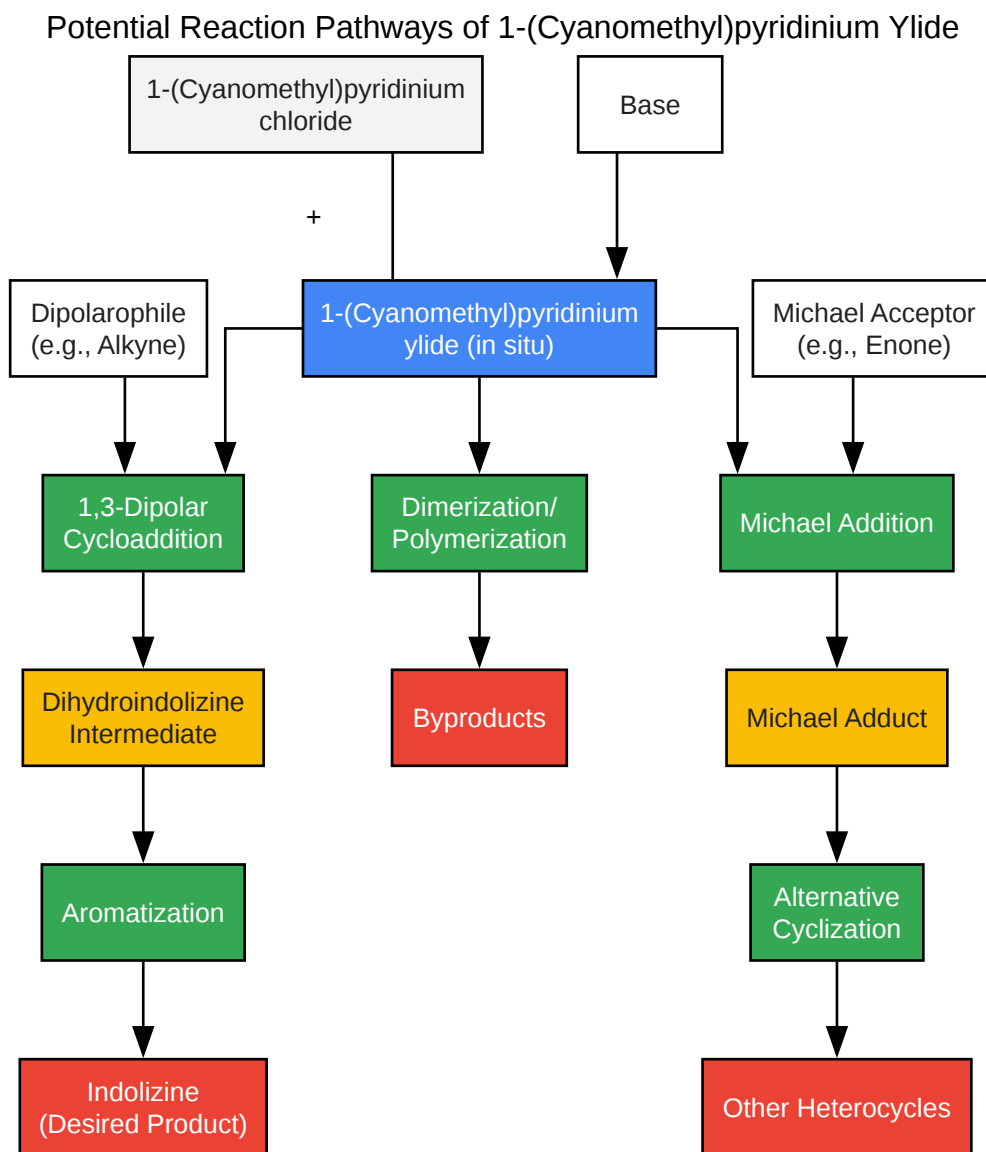 Potential Reaction Pathways of 1-(Cyanomethyl)pyridinium Ylide
1-(Cyanomethyl)pyridinium
chloride
Base
+
Dipolarophile
(e.g., Alkyne)
1-(Cyanomethyl)pyridinium
ylide (in situ)
Michael Acceptor
(e.g., Enone)
1,3-Dipolar
Cycloaddition
Dimerization/
Polymerization
Michael Addition
Dihydroindolizine
Intermediate
Byproducts
Michael Adduct
Aromatization
Alternative
Cyclization
Indolizine
(Desired Product)
Other Heterocycles